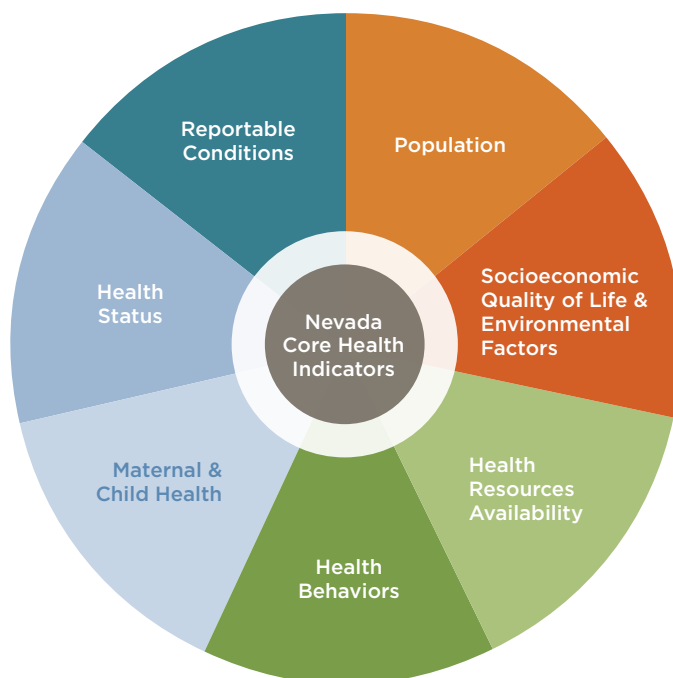 Reportable
Conditions
Population
Health
Status
Nevada
Core Health
Indicators
Socioeconomic
Quality of Life &
Environmental
Factors
Maternal &
Child Health
Health
Resources
Availability
Health
Behaviors